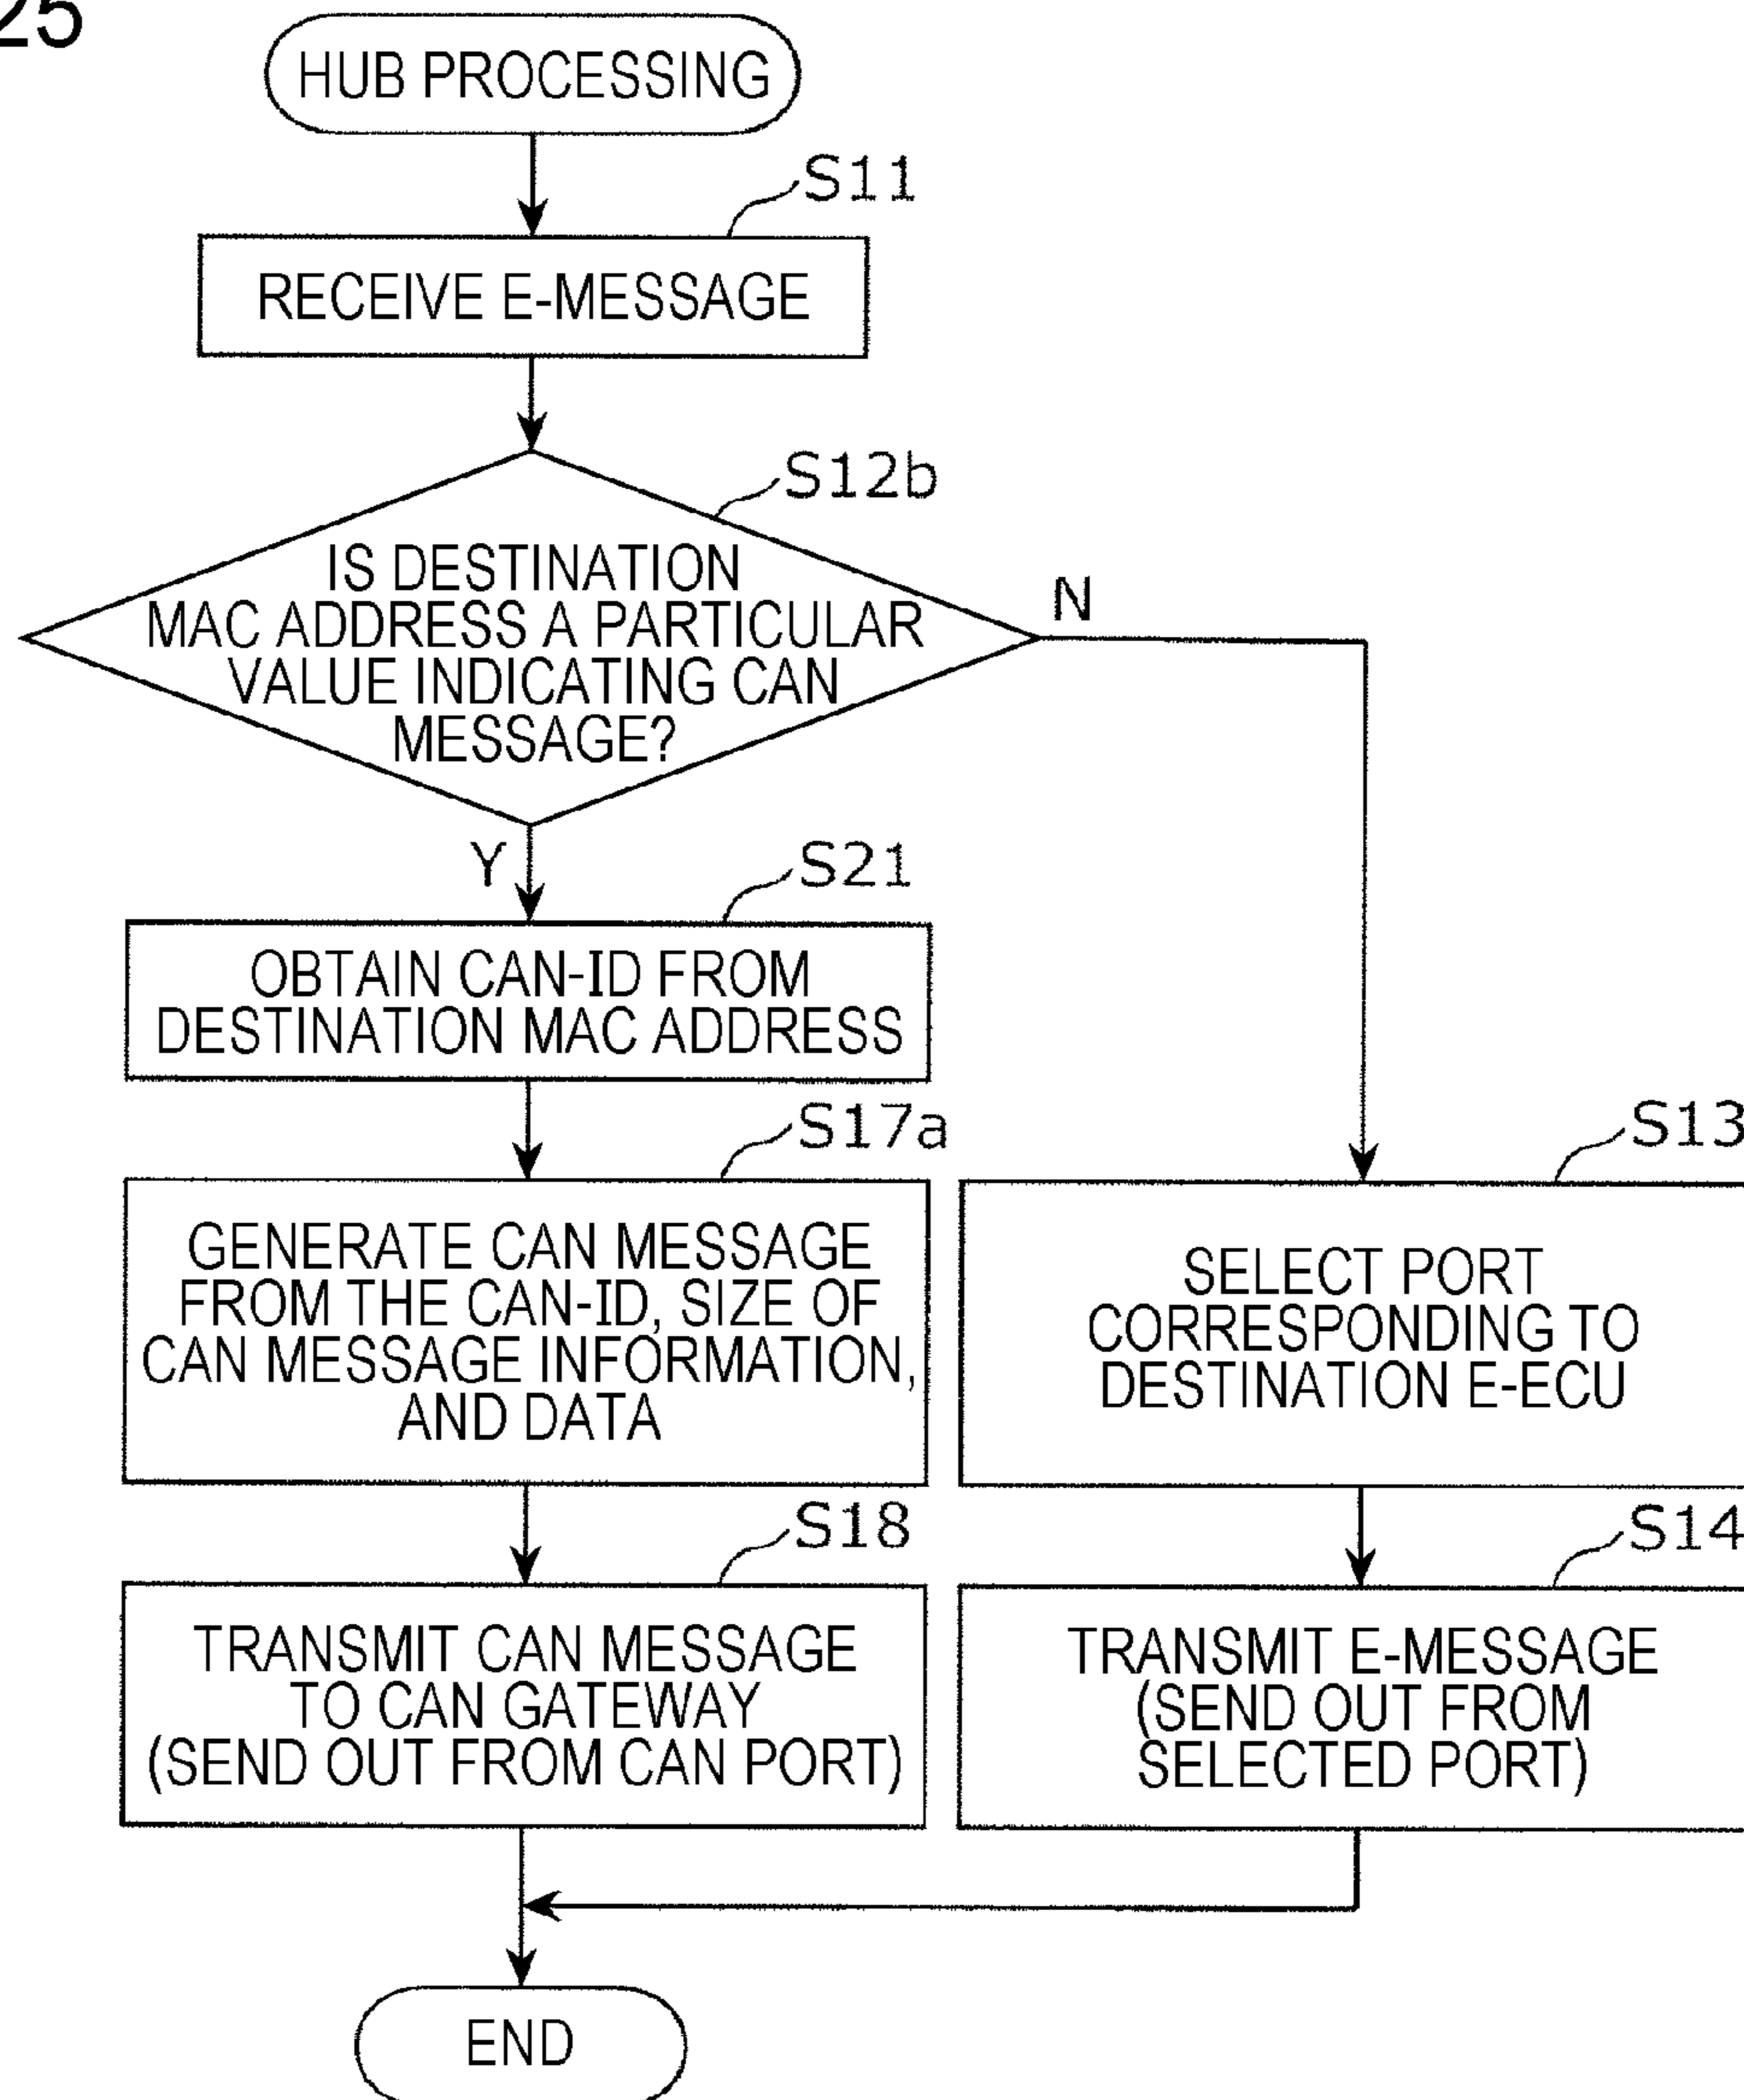 25
HUB PROCESSING
S11
RECEIVE E-MESSAGE
S12b
IS DESTINATION
MAC ADDRESS A PARTICULAR
VALUE INDICATING CAN
MESSAGE?
N
Y
S21
OBTAIN CAN-ID FROM
DESTINATION MAC ADDRESS
S17a
GENERATE CAN MESSAGE
FROM THE CAN-ID, SIZE OF
CAN MESSAGE INFORMATION,
AND DATA
S13
SELECT PORT
CORRESPONDING TO
DESTINATION E-ECU
S18
TRANSMIT CAN MESSAGE
TO CAN GATEWAY
(SEND OUT FROM CAN PORT)
S14
TRANSMIT E-MESSAGE
(SEND OUT FROM
SELECTED PORT)
END